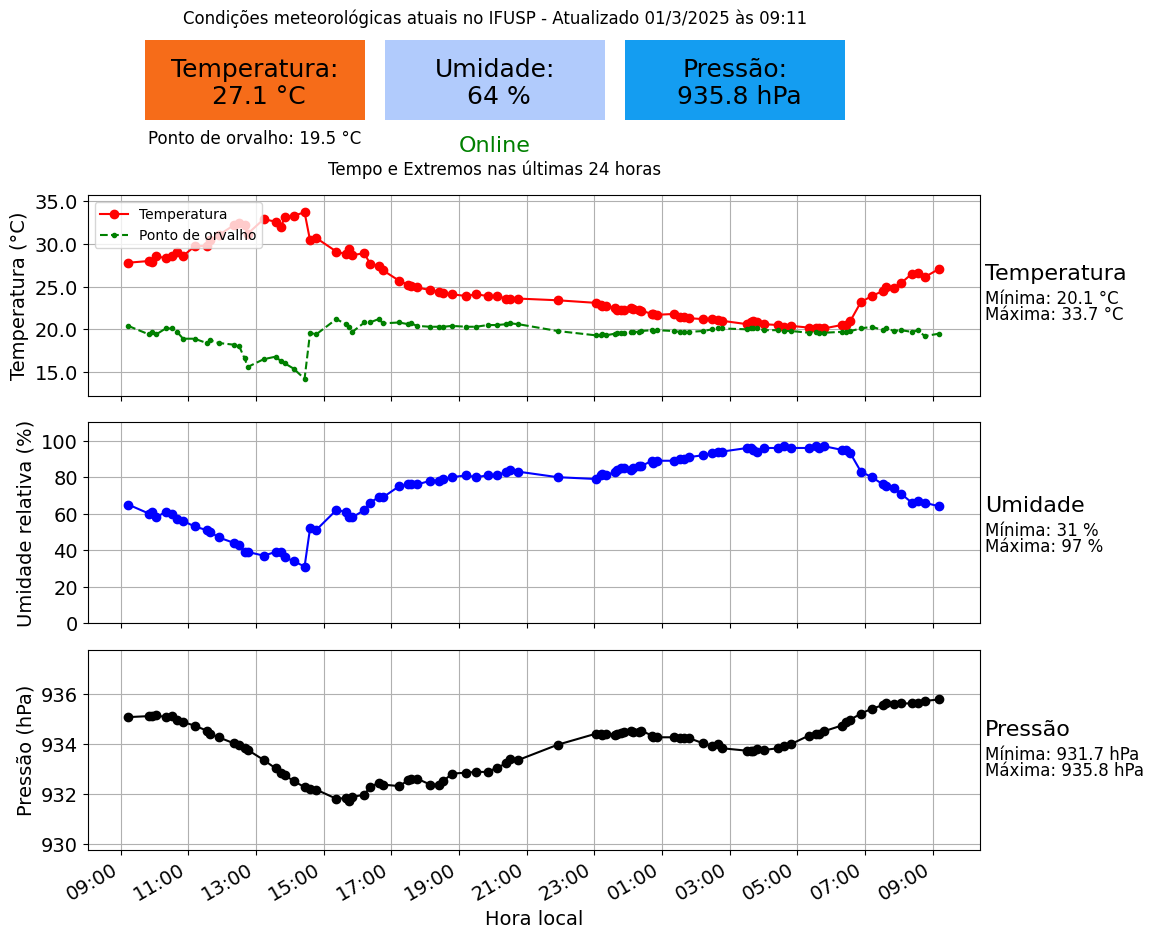 Condições meteorológicas atuais no IFUSP - Atualizado 01/3/2025 às 09:11
Temperatura:
27.1 °C
Umidade:
64 %
Pressão:
935.8 hPa
Ponto de orvalho: 19.5 °C
Online
Tempo e Extremos nas últimas 24 horas
Temperatura (°C)
35.0
30.0
25.0
20.0
15.0
Temperatura
Ponto de orvalho
Temperatura
Mínima: 20.1 °C
Máxima: 33.7 °C
Umidade relativa (%)
100
80
60
40
20
0
Umidade
Mínima: 31 %
Máxima: 97 %
Pressão (hPa)
936
934
932
930
Pressão
Mínima: 931.7 hPa
Máxima: 935.8 hPa
09:00 11:00 13:00 15:00 17:00 19:00 21:00 23:00 01:00 03:00 05:00 07:00 09:00
Hora local